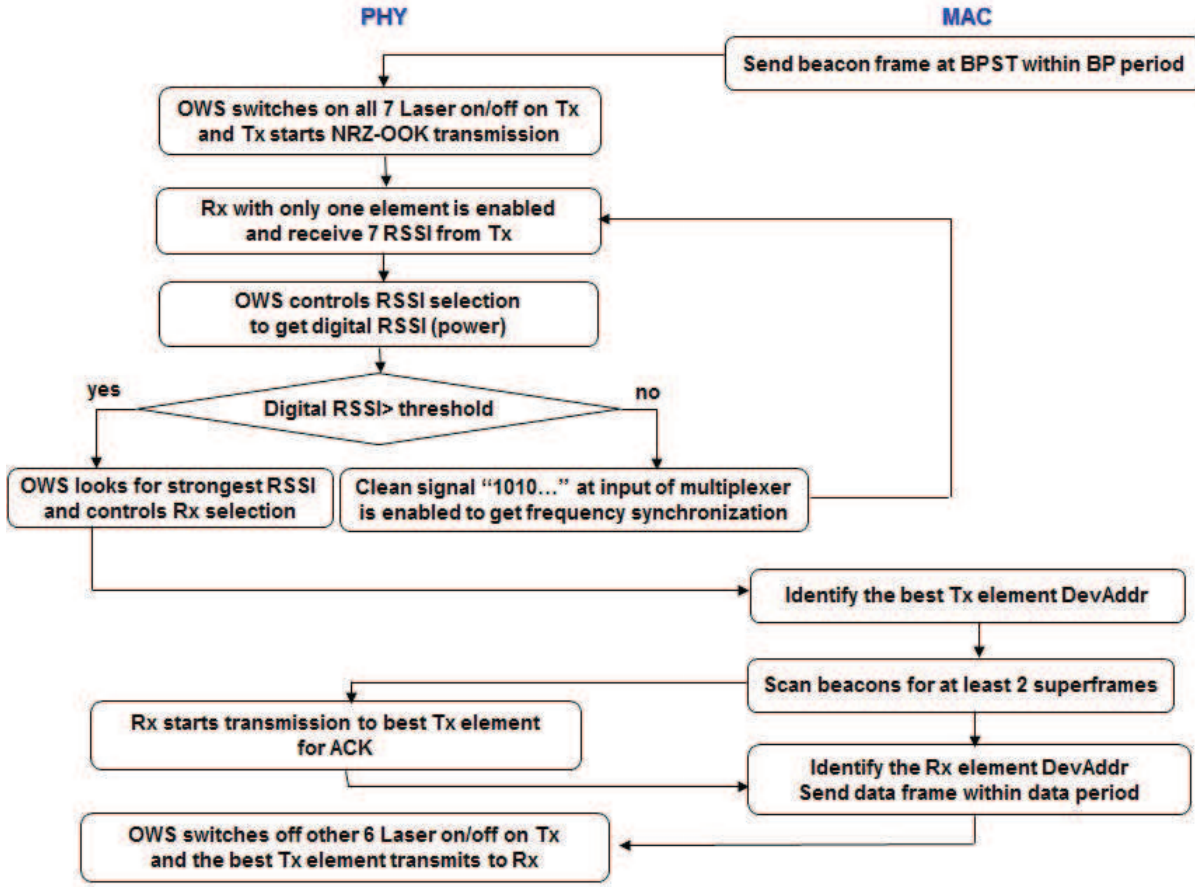 PHY
MAC
Send beacon frame at BPST within BP period
OWS switches on all 7 Laser on/off on Tx
and Tx starts NRZ-OOK transmission
Rx with only one element is enabled
and receive 7 RSSI from Tx
OWS controls RSSI selection
to get digital RSSI (power)
yes
no
Digital RSSI> threshold
OWS looks for strongest RSSI
and controls Rx selection
Clean signal “1010…” at input of multiplexer
is enabled to get frequency synchronization
Identify the best Tx element DevAddr
Scan beacons for at least 2 superframes
Rx starts transmission to best Tx element
for ACK
Identify the Rx element DevAddr
Send data frame within data period
OWS switches off other 6 Laser on/off on Tx
and the best Tx element transmits to Rx